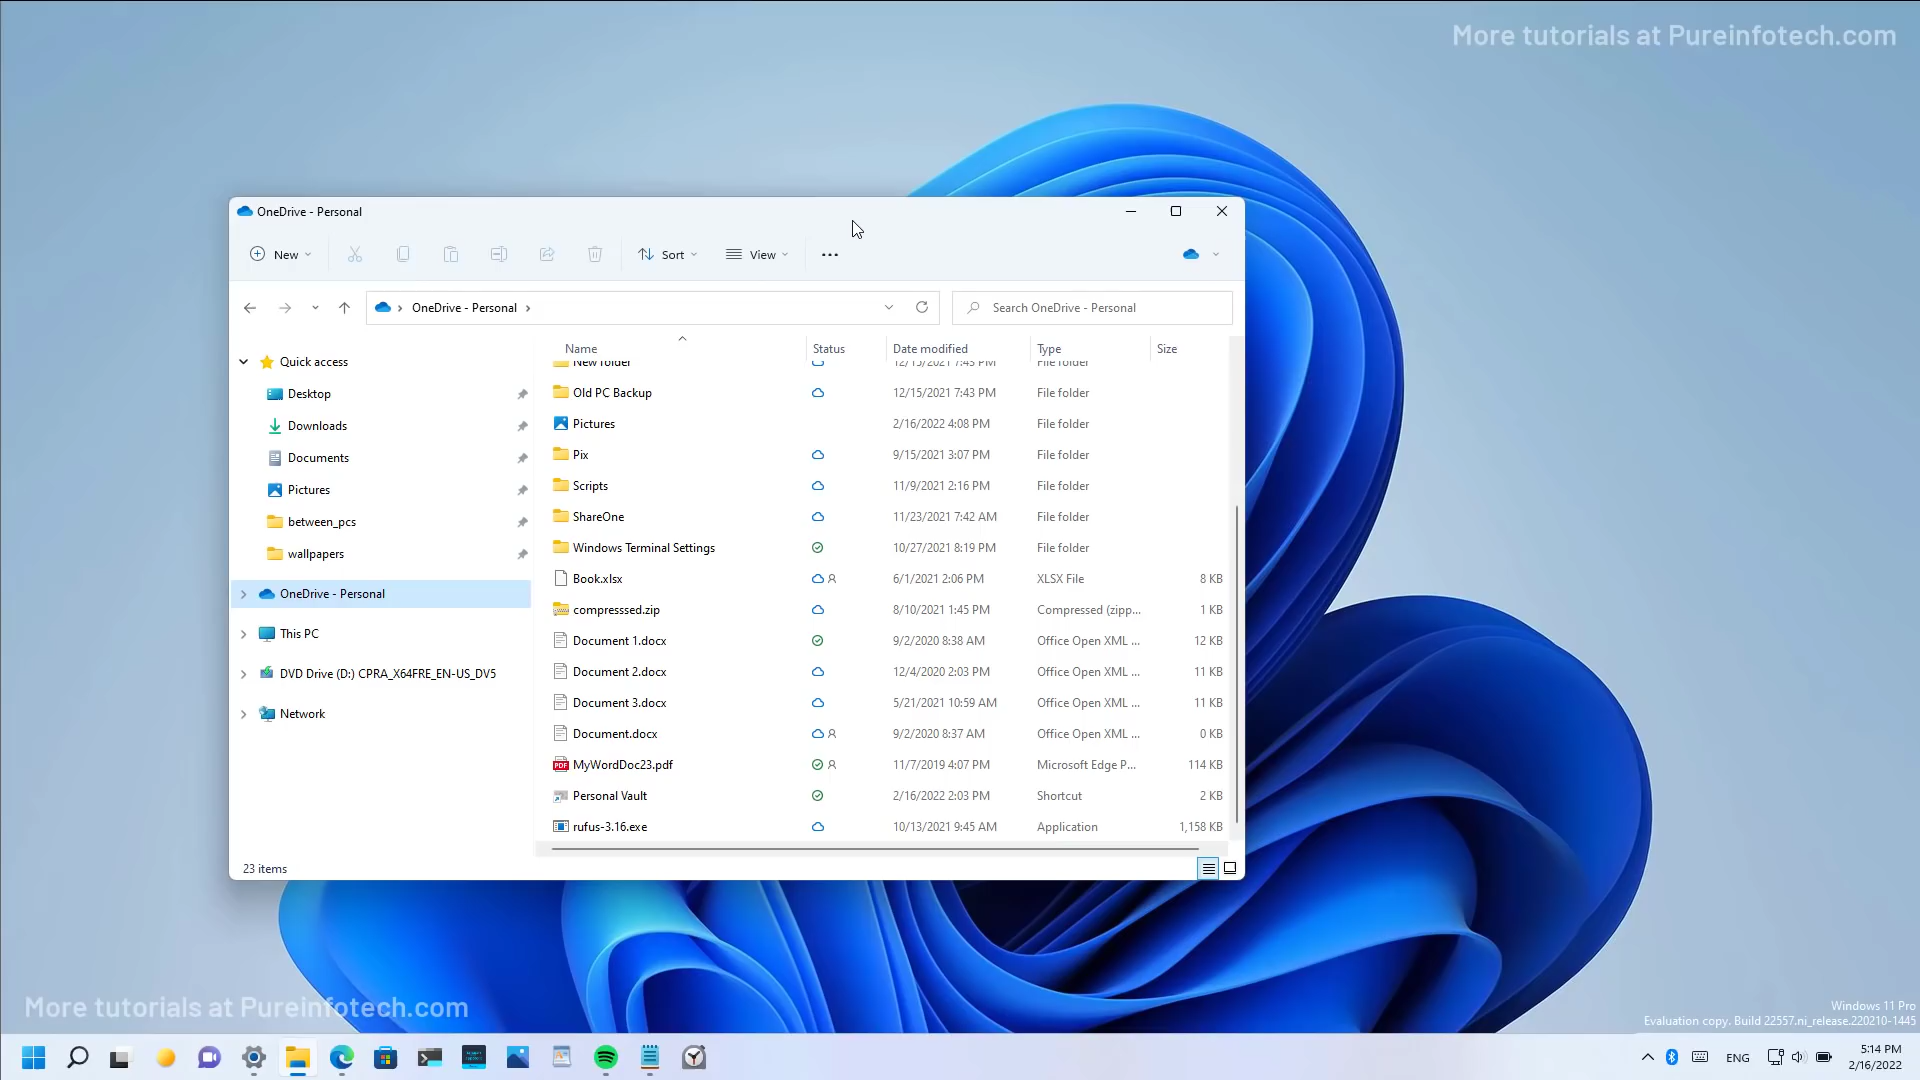 More tutorials at Pureinfotech.com
OneDrive - Personal
New
Sort
View
OneDrive - Personal
Search OneDrive - Personal
Name Status Date modified Type Size
Quick access
Desktop
Downloads
Documents
Pictures
between_pcs
wallpapers
OneDrive - Personal
This PC
DVD Drive (D:) CPRA_X64FRE_EN-US_DV5
Network
New folder 12/15/2021 7:43 PM File folder
Old PC Backup 12/15/2021 7:43 PM File folder
Pictures 2/16/2022 4:08 PM File folder
Pix 9/15/2021 3:07 PM File folder
Scripts 11/9/2021 2:16 PM File folder
ShareOne 11/23/2021 7:42 AM File folder
Windows Terminal Settings 10/27/2021 8:19 PM File folder
Book.xlsx 6/1/2021 2:06 PM XLSX File 8 KB
compresssed.zip 8/10/2021 1:45 PM Compressed (zipp... 1 KB
Document 1.docx 9/2/2020 8:38 AM Office Open XML ... 12 KB
Document 2.docx 12/4/2020 2:03 PM Office Open XML ... 11 KB
Document 3.docx 5/21/2021 10:59 AM Office Open XML ... 11 KB
Document.docx 9/2/2020 8:37 AM Office Open XML ... 0 KB
MyWordDoc23.pdf 11/7/2019 4:07 PM Microsoft Edge P... 114 KB
Personal Vault 2/16/2022 2:03 PM Shortcut 2 KB
rufus-3.16.exe 10/13/2021 9:45 AM Application 1,158 KB
23 items
More tutorials at Pureinfotech.com
Windows 11 Pro
Evaluation copy. Build 22557.ni_release.220210-1445
ENG
5:14 PM
2/16/2022